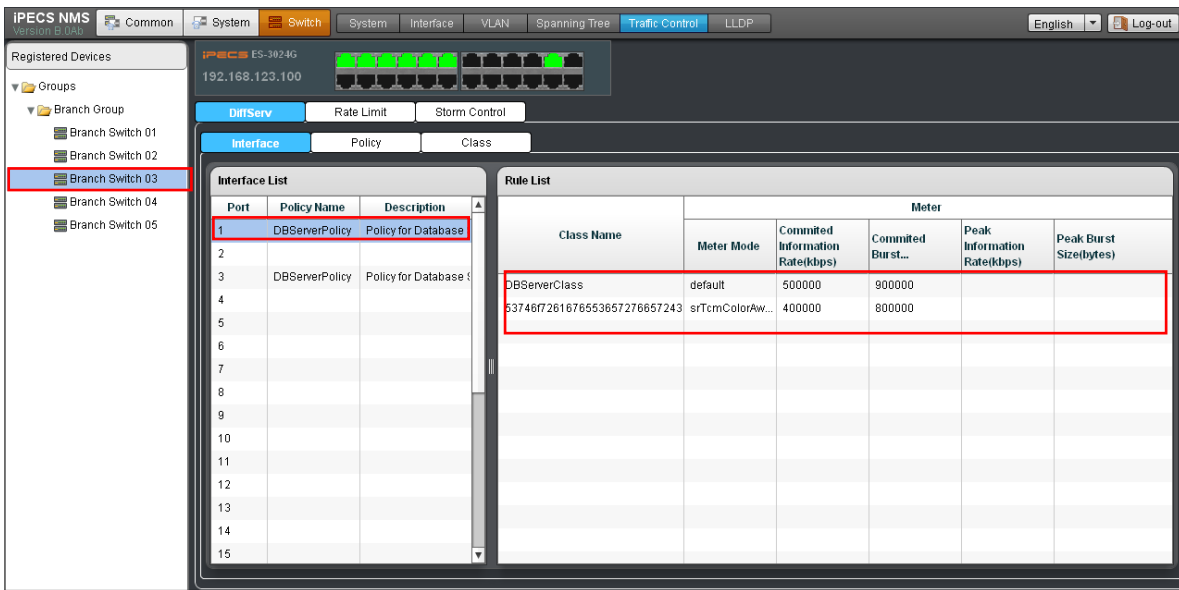 iPECS NMS
Version B.0Ab
Common System Switch System Interface VLAN Spanning Tree Traffic Control LLDP English Log-out
Registered Devices
Groups
Branch Group
Branch Switch 01
Branch Switch 02
Branch Switch 03
Branch Switch 04
Branch Switch 05
iPECS ES-3024G
192.168.123.100
DiffServ Rate Limit Storm Control
Interface Policy Class
Interface List
Port Policy Name Description
1 DBServerPolicy Policy for Database
2
3 DBServerPolicy Policy for Database S
4
5
6
7
8
9
10
11
12
13
14
15
Rule List
Class Name Meter
Meter Mode Commited Information Rate(kbps) Commited Burst... Peak Information Rate(kbps) Peak Burst Size(bytes)
DBServerClass default 500000 900000
53746f7261676553657276657243 srTcmColorAw... 400000 800000